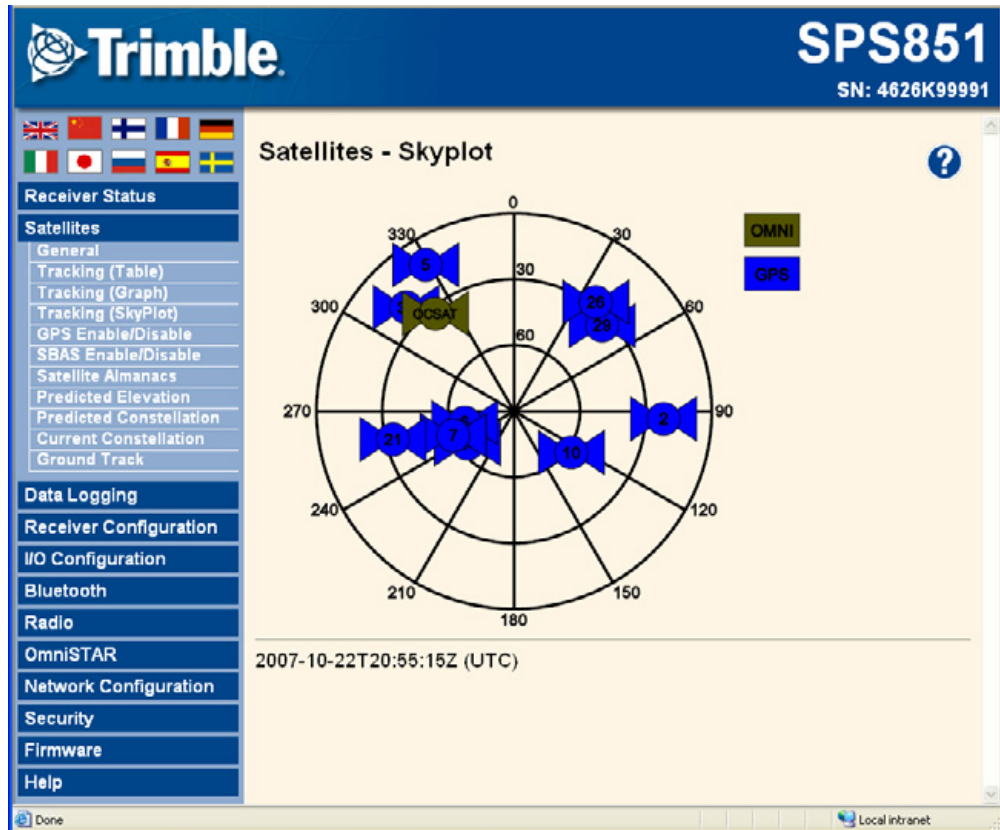 Trimble.
SPS851
SN: 4626K99991
Receiver Status
Satellites
General
Tracking (Table)
Tracking (Graph)
Tracking (SkyPlot)
GPS Enable/Disable
SBAS Enable/Disable
Satellite Almanacs
Predicted Elevation
Predicted Constellation
Current Constellation
Ground Track
Data Logging
Receiver Configuration
I/O Configuration
Bluetooth
Radio
OmniSTAR
Network Configuration
Security
Firmware
Help
Satellites - Skyplot
?
0
330
30
5
30
OMNI
GPS
300
OCSAT
26
60
29
60
270
90
2
21
7
10
240
120
210
150
180
2007-10-22T20:55:15Z (UTC)
Done
Local intranet